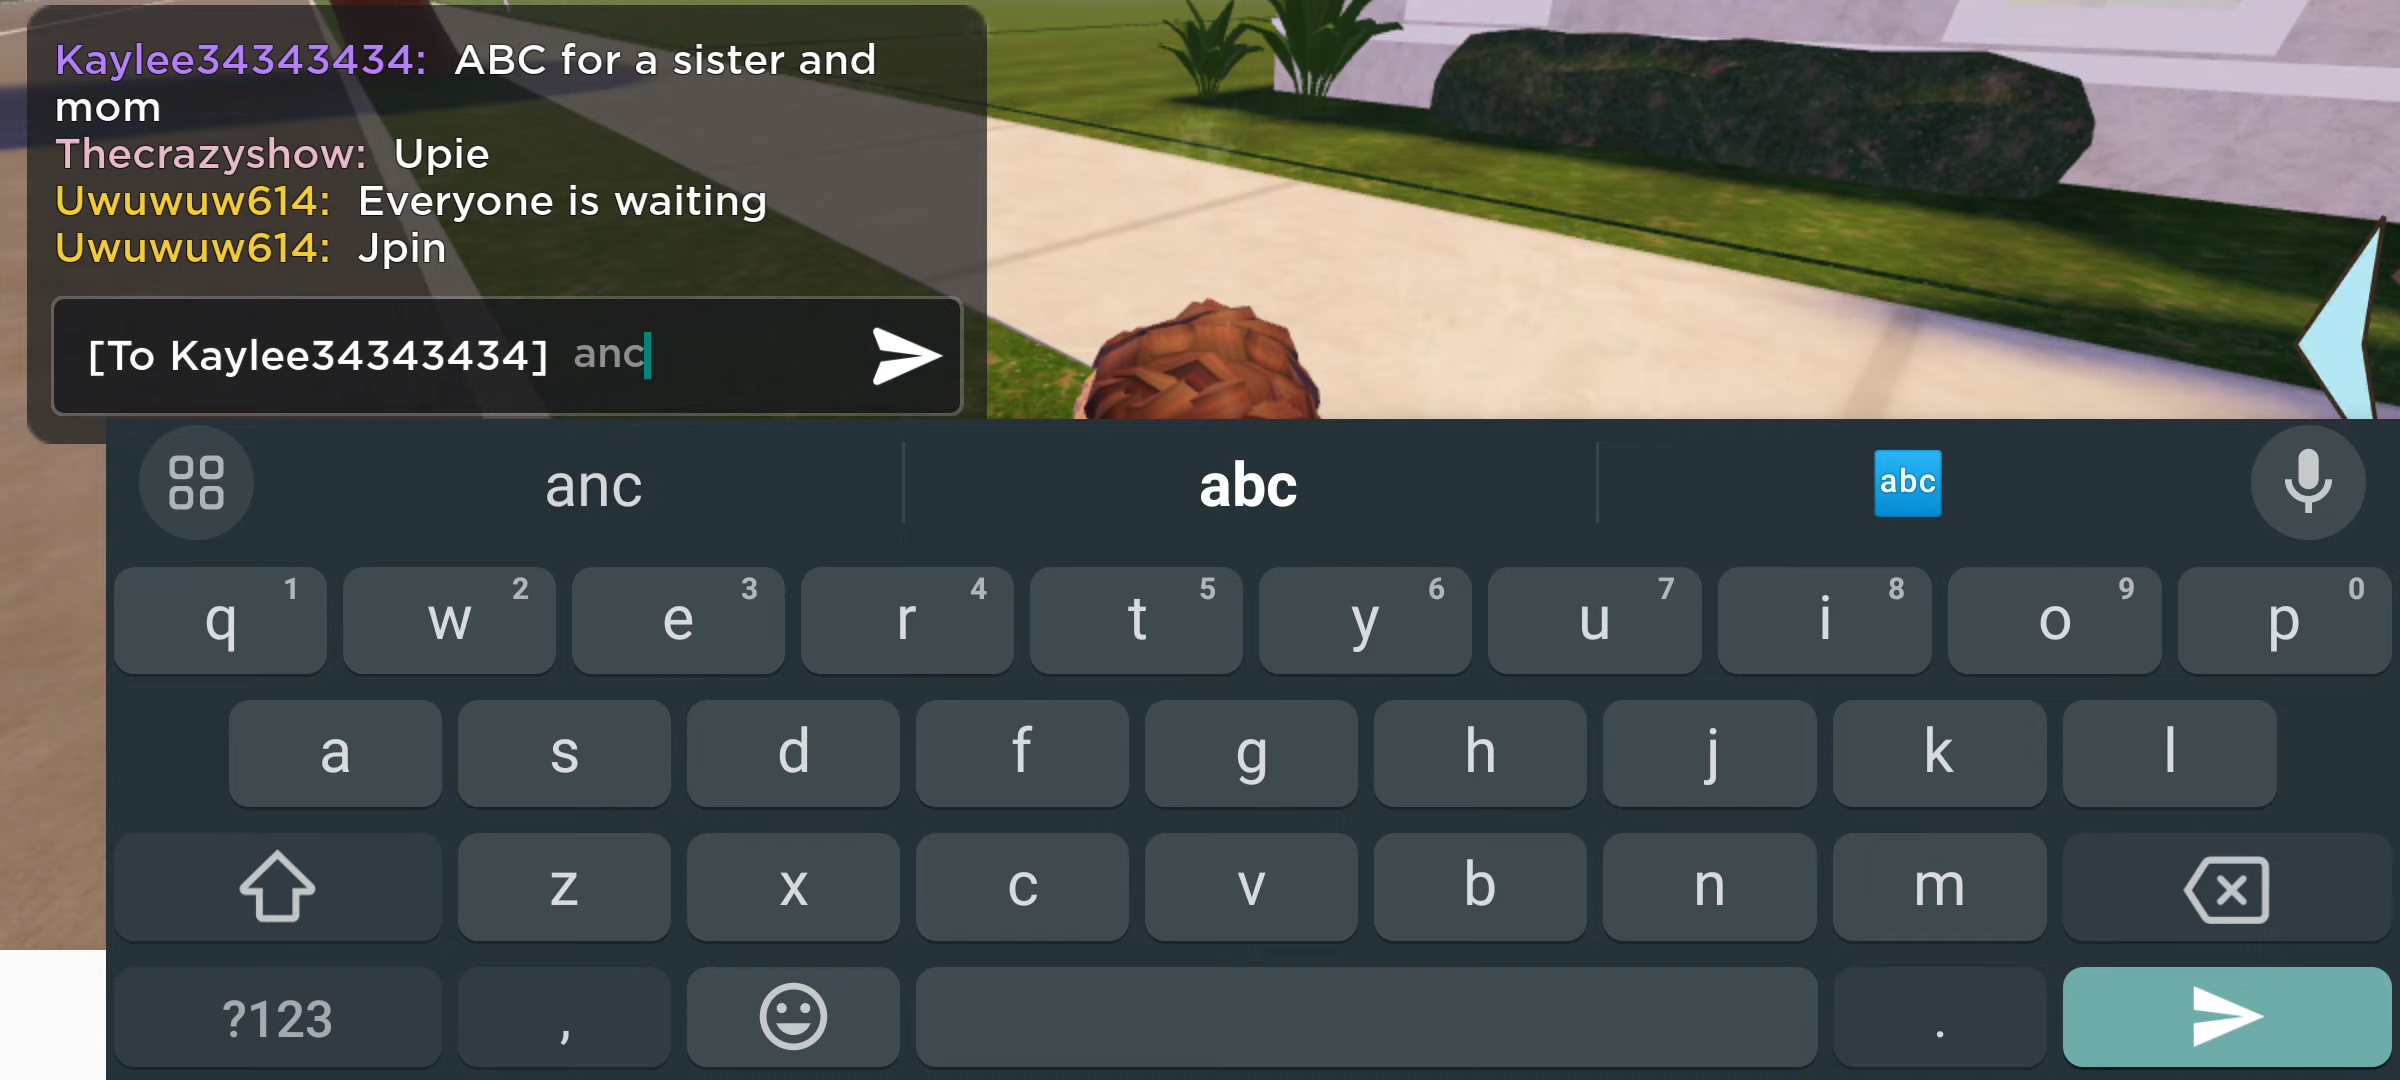 Kaylee34343434: ABC for a sister and
mom
Thecrazyshow: Upie
Uwuwuw614: Everyone is waiting
Uwuwuw614: Jpin
[To Kaylee34343434] anc
anc abc abc
q 1 w 2 e 3 r 4 t 5 y 6 u 7 i 8 o 9 p 0
a s d f g h j k l
z x c v b n m
?123 , .